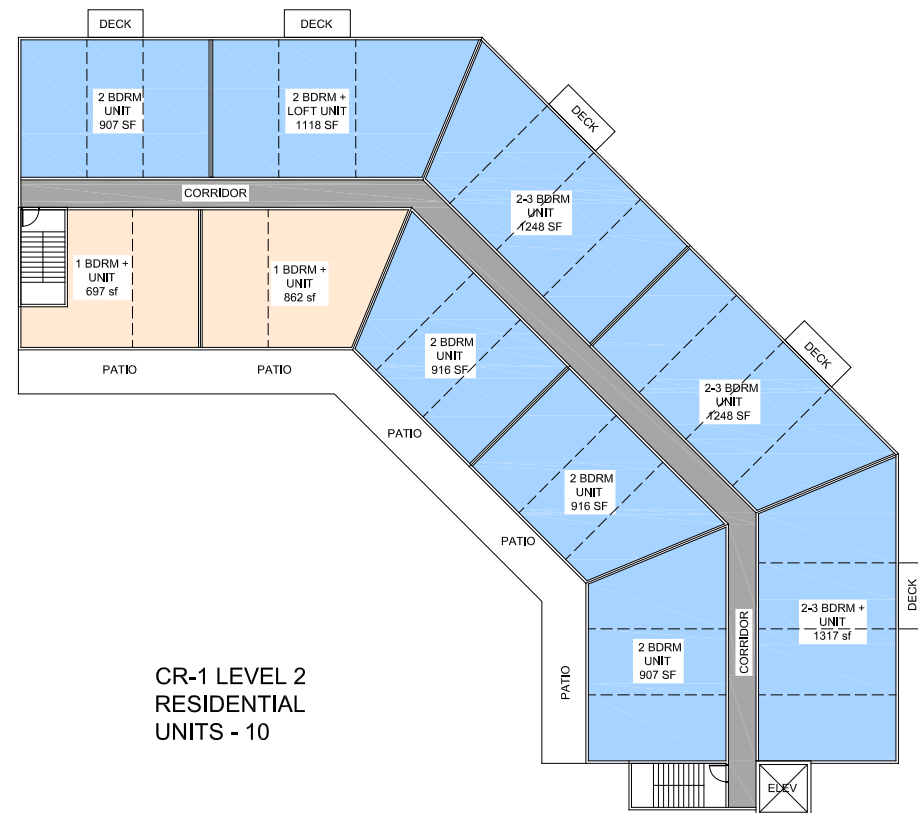 DECK
DECK
2 BDRM
UNIT
907 SF
2 BDRM +
LOFT UNIT
1118 SF
DECK
CORRIDOR
2-3 BDRM
UNIT
1248 SF
1 BDRM +
UNIT
697 sf
1 BDRM +
UNIT
862 sf
DECK
2 BDRM
UNIT
916 SF
PATIO
PATIO
2-3 BDRM
UNIT
1248 SF
PATIO
2 BDRM
UNIT
916 SF
PATIO
DECK
2-3 BDRM +
UNIT
1317 sf
CORRIDOR
2 BDRM
UNIT
907 SF
PATIO
CR-1 LEVEL 2
RESIDENTIAL
UNITS - 10
ELEV